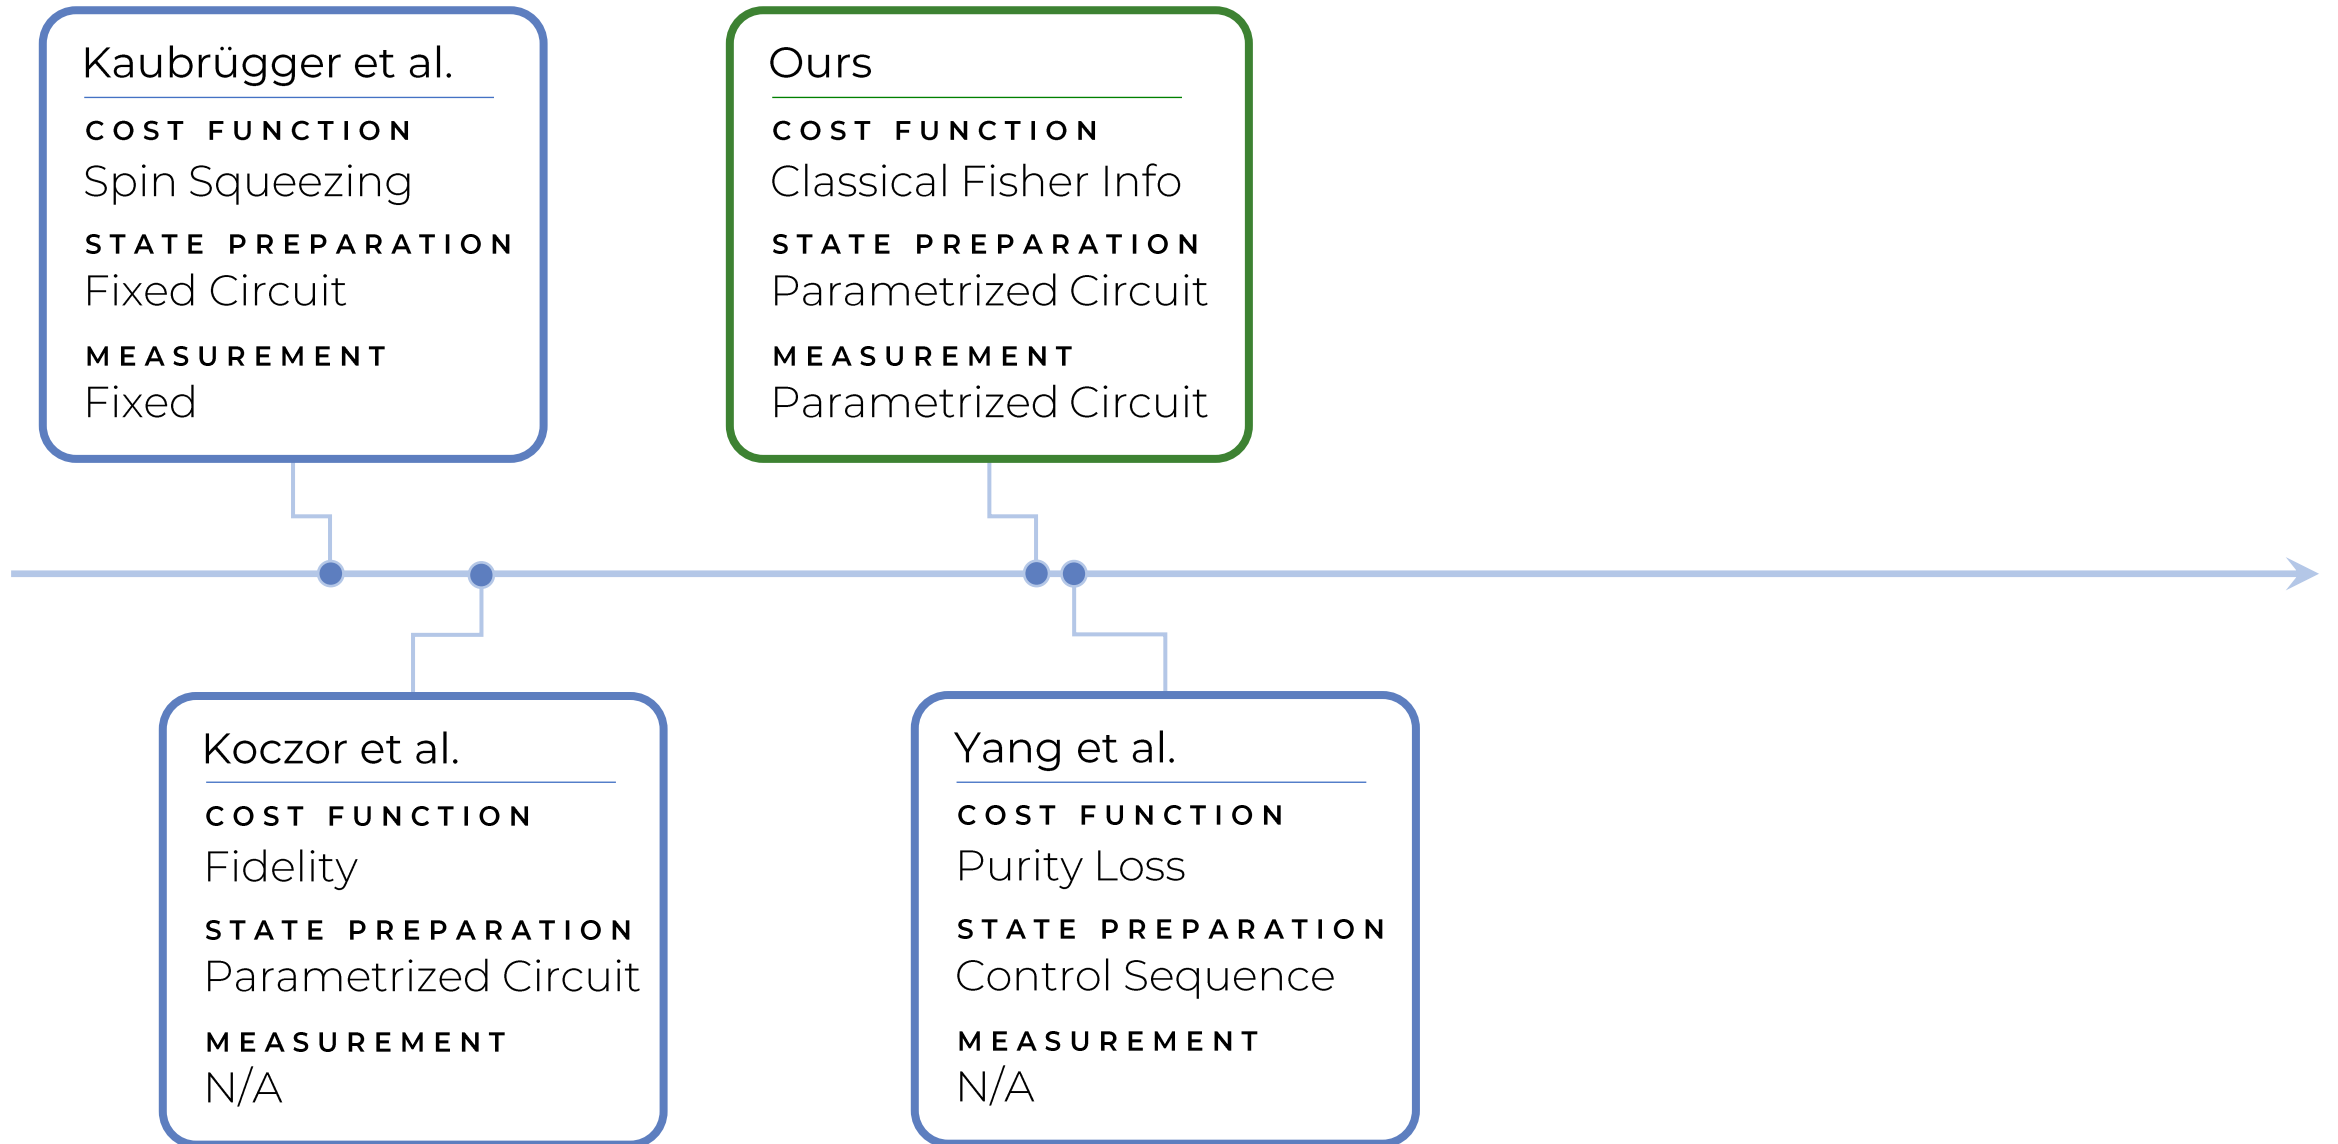 Kaubrügger et al.
COST FUNCTION
Spin Squeezing
STATE PREPARATION
Fixed Circuit
MEASUREMENT
Fixed
Ours
COST FUNCTION
Classical Fisher Info
STATE PREPARATION
Parametrized Circuit
MEASUREMENT
Parametrized Circuit
Koczor et al.
COST FUNCTION
Fidelity
STATE PREPARATION
Parametrized Circuit
MEASUREMENT
N/A
Yang et al.
COST FUNCTION
Purity Loss
STATE PREPARATION
Control Sequence
MEASUREMENT
N/A